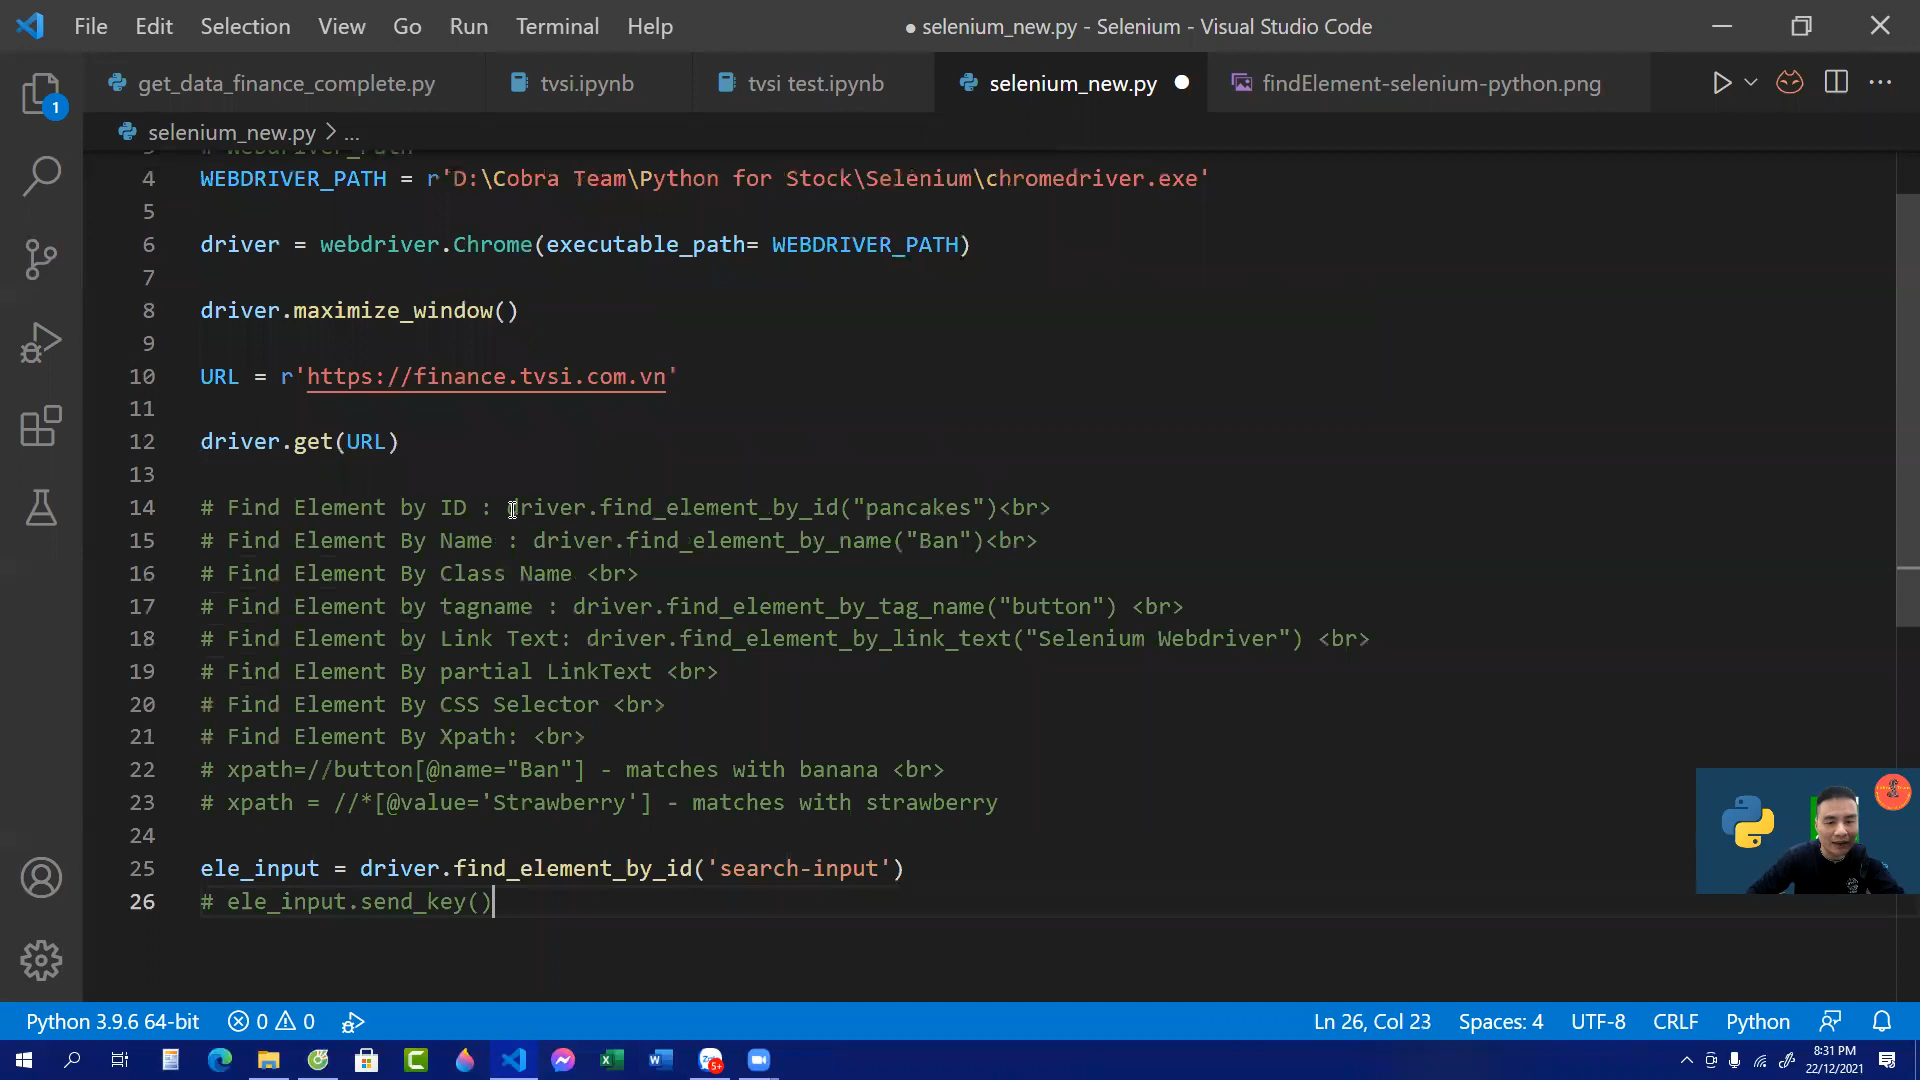 File Edit Selection View Go Run Terminal Help ● selenium_new.py - Selenium - Visual Studio Code
get_data_finance_complete.py tvsi.ipynb tvsi test.ipynb selenium_new.py findElement-selenium-python.png
1
selenium_new.py > ...
3 # Webdriver_Path
4 WEBDRIVER_PATH = r'D:\Cobra Team\Python for Stock\Selenium\chromedriver.exe'
5
6 driver = webdriver.Chrome(executable_path= WEBDRIVER_PATH)
7
8 driver.maximize_window()
9
10 URL = r'https://finance.tvsi.com.vn'
11
12 driver.get(URL)
13
14 # Find Element by ID : driver.find_element_by_id("pancakes")<br>
15 # Find Element By Name : driver.find_element_by_name("Ban")<br>
16 # Find Element By Class Name <br>
17 # Find Element by tagname : driver.find_element_by_tag_name("button") <br>
18 # Find Element by Link Text: driver.find_element_by_link_text("Selenium Webdriver") <br>
19 # Find Element By partial LinkText <br>
20 # Find Element By CSS Selector <br>
21 # Find Element By Xpath: <br>
22 # xpath=//button[@name="Ban"] - matches with banana <br>
23 # xpath = //*[@value='Strawberry'] - matches with strawberry
24
25 ele_input = driver.find_element_by_id('search-input')
26 # ele_input.send_key()
Python 3.9.6 64-bit 0 0 Ln 26, Col 23 Spaces: 4 UTF-8 CRLF Python
5+
8:31 PM
22/12/2021